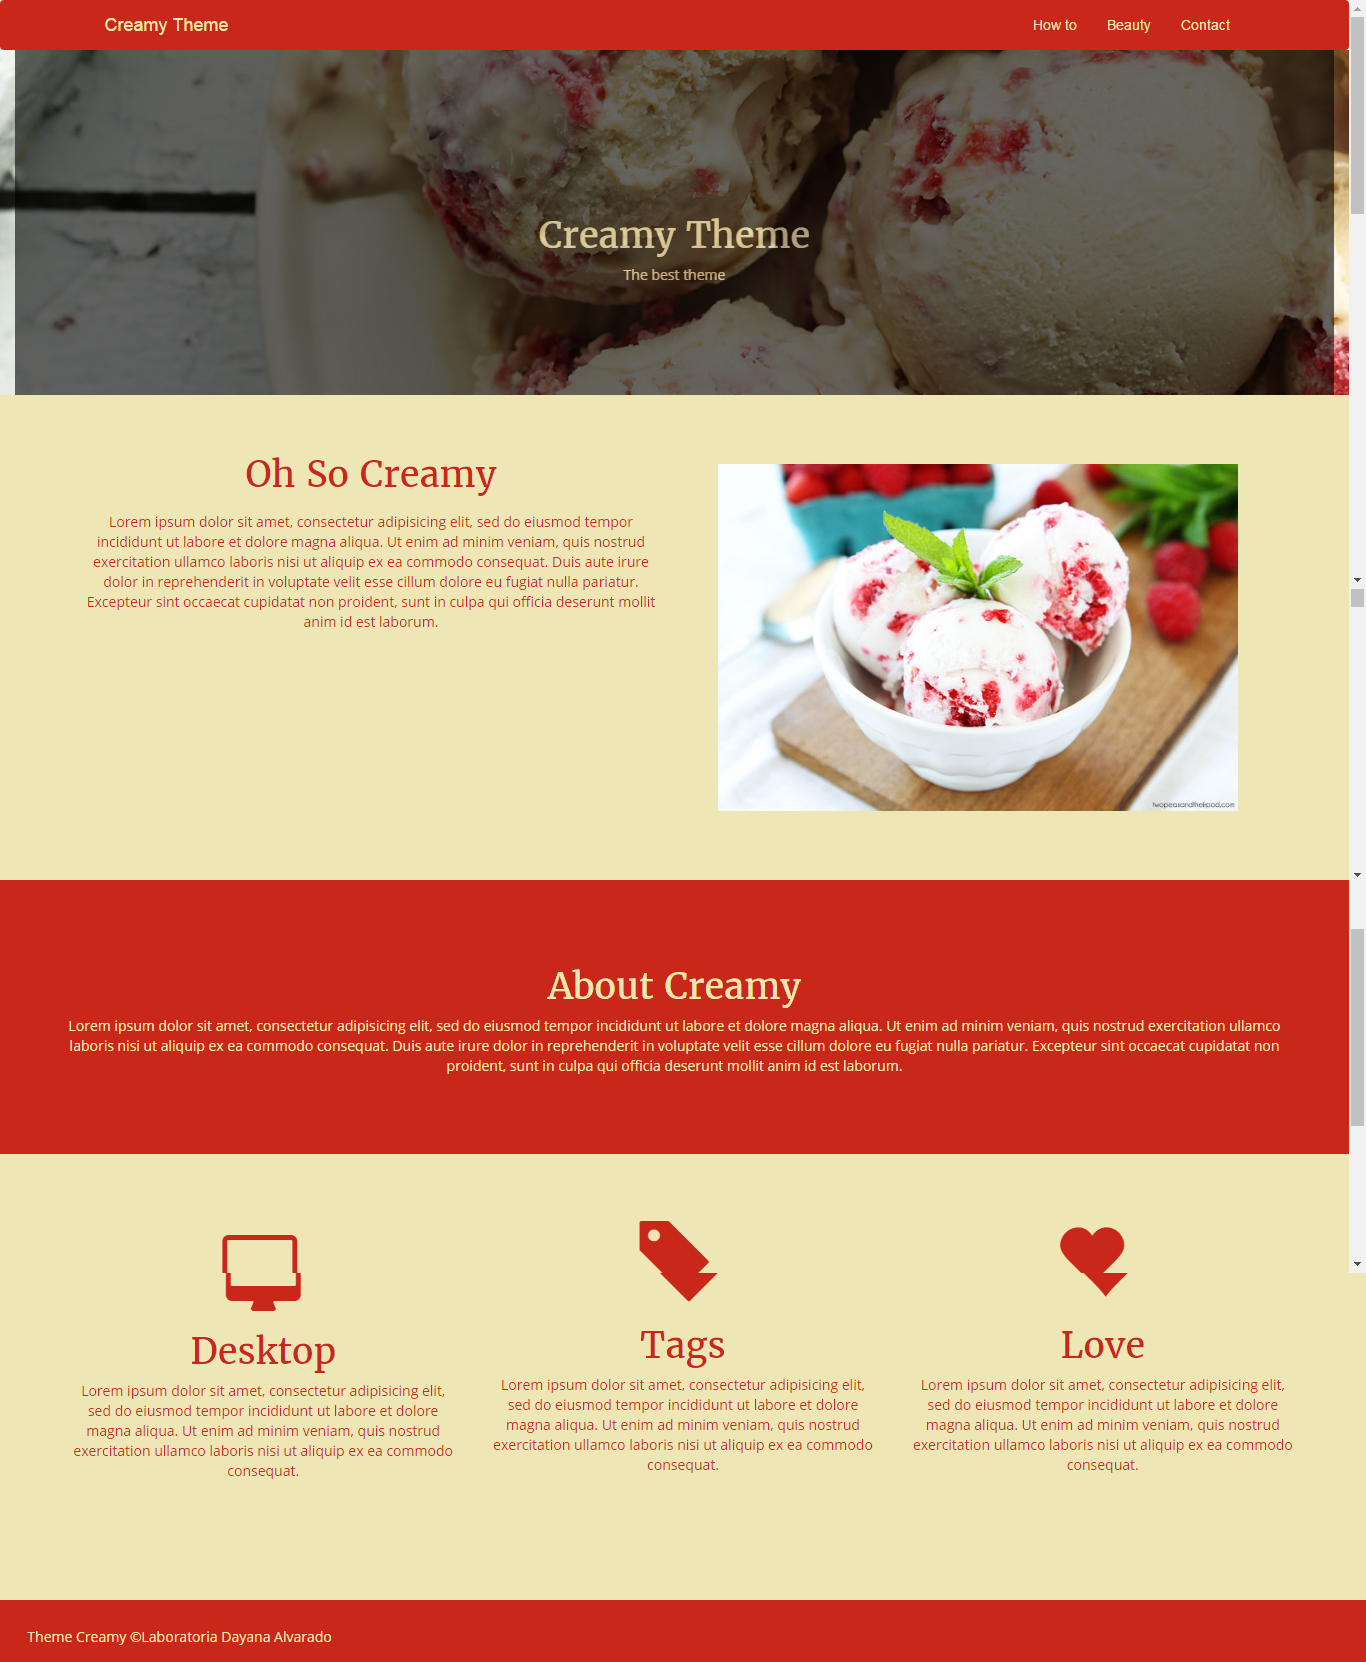 Creamy Theme
How to
Beauty
Contact
Creamy Theme
The best theme
Oh So Creamy
Lorem ipsum dolor sit amet, consectetur adipisicing elit, sed do eiusmod tempor
incididunt ut labore et dolore magna aliqua. Ut enim ad minim veniam, quis nostrud
exercitation ullamco laboris nisi ut aliquip ex ea commodo consequat. Duis aute irure
dolor in reprehenderit in voluptate velit esse cillum dolore eu fugiat nulla pariatur.
Excepteur sint occaecat cupidatat non proident, sunt in culpa qui officia deserunt mollit
anim id est laborum.
About Creamy
Lorem ipsum dolor sit amet, consectetur adipisicing elit, sed do eiusmod tempor incididunt ut labore et dolore magna aliqua. Ut enim ad minim veniam, quis nostrud exercitation ullamco
laboris nisi ut aliquip ex ea commodo consequat. Duis aute irure dolor in reprehenderit in voluptate velit esse cillum dolore eu fugiat nulla pariatur. Excepteur sint occaecat cupidatat non
proident, sunt in culpa qui officia deserunt mollit anim id est laborum.
Desktop
Lorem ipsum dolor sit amet, consectetur adipisicing elit,
sed do eiusmod tempor incididunt ut labore et dolore
magna aliqua. Ut enim ad minim veniam, quis nostrud
exercitation ullamco laboris nisi ut aliquip ex ea commodo
consequat.
Tags
Lorem ipsum dolor sit amet, consectetur adipisicing elit,
sed do eiusmod tempor incididunt ut labore et dolore
magna aliqua. Ut enim ad minim veniam, quis nostrud
exercitation ullamco laboris nisi ut aliquip ex ea commodo
consequat.
Love
Lorem ipsum dolor sit amet, consectetur adipisicing elit,
sed do eiusmod tempor incididunt ut labore et dolore
magna aliqua. Ut enim ad minim veniam, quis nostrud
exercitation ullamco laboris nisi ut aliquip ex ea commodo
consequat.
Theme Creamy ©Laboratoria Dayana Alvarado